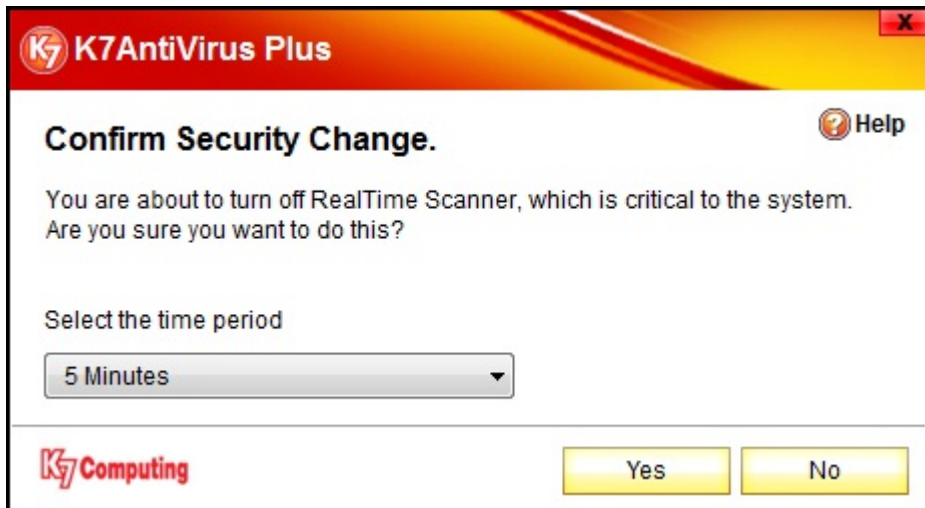 K7 K7AntiVirus Plus
X
Help
Confirm Security Change.
You are about to turn off RealTime Scanner, which is critical to the system.
Are you sure you want to do this?
Select the time period
5 Minutes
K7 Computing
Yes
No